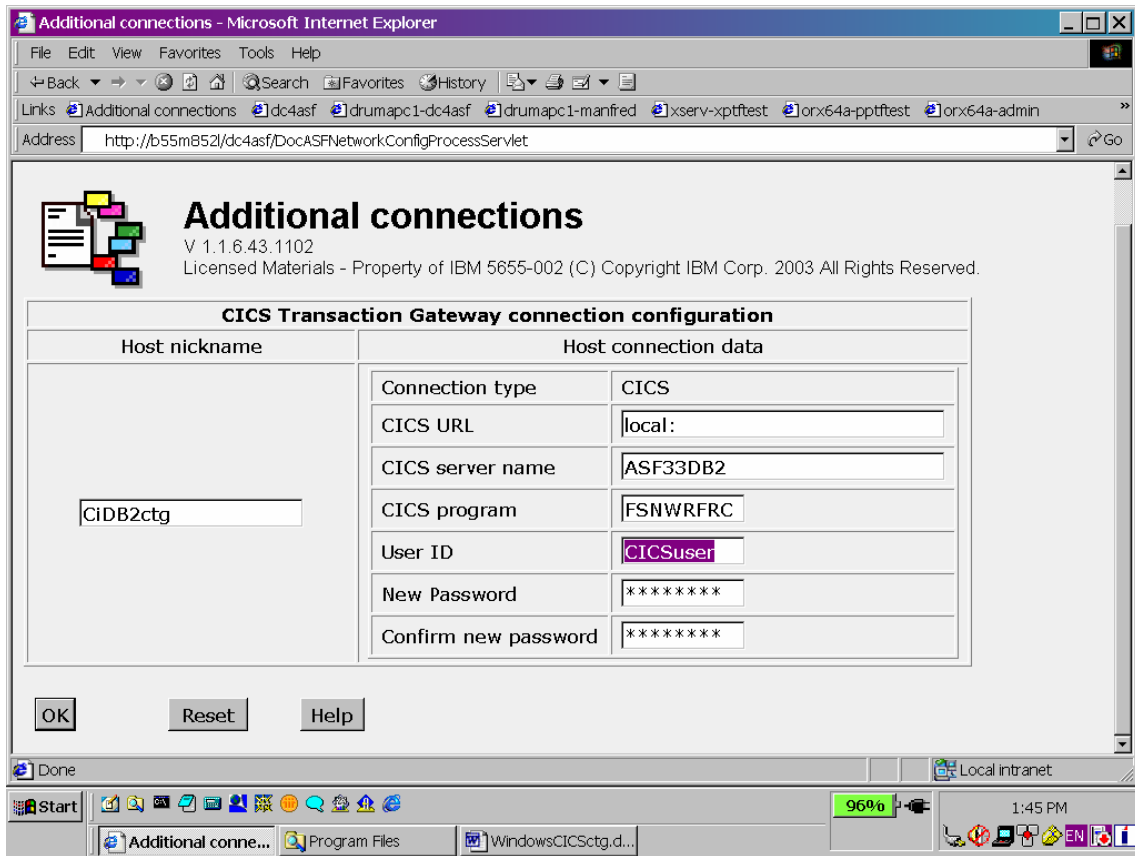 Additional connections - Microsoft Internet Explorer
File Edit View Favorites Tools Help
Back Search Favorites History
Links Additional connections dc4asf drumapc1-dc4asf drumapc1-manfred xserv-xptftest orx64a-pptftest orx64a-admin »
Address http://b55m852l/dc4asf/DocASFNetworkConfigProcessServlet Go
Additional connections
V 1.1.6.43.1102
Licensed Materials - Property of IBM 5655-002 (C) Copyright IBM Corp. 2003 All Rights Reserved.
CICS Transaction Gateway connection configuration
Host nickname Host connection data
Connection type CICS
CICS URL local:
CICS server name ASF33DB2
CiDB2ctg
CICS program FSNWRFRC
User ID CICSuser
New Password ********
Confirm new password ********
OK Reset Help
Done Local intranet
Start 96% 1:45 PM
Additional conne... Program Files WindowsCICSctg.d... EN